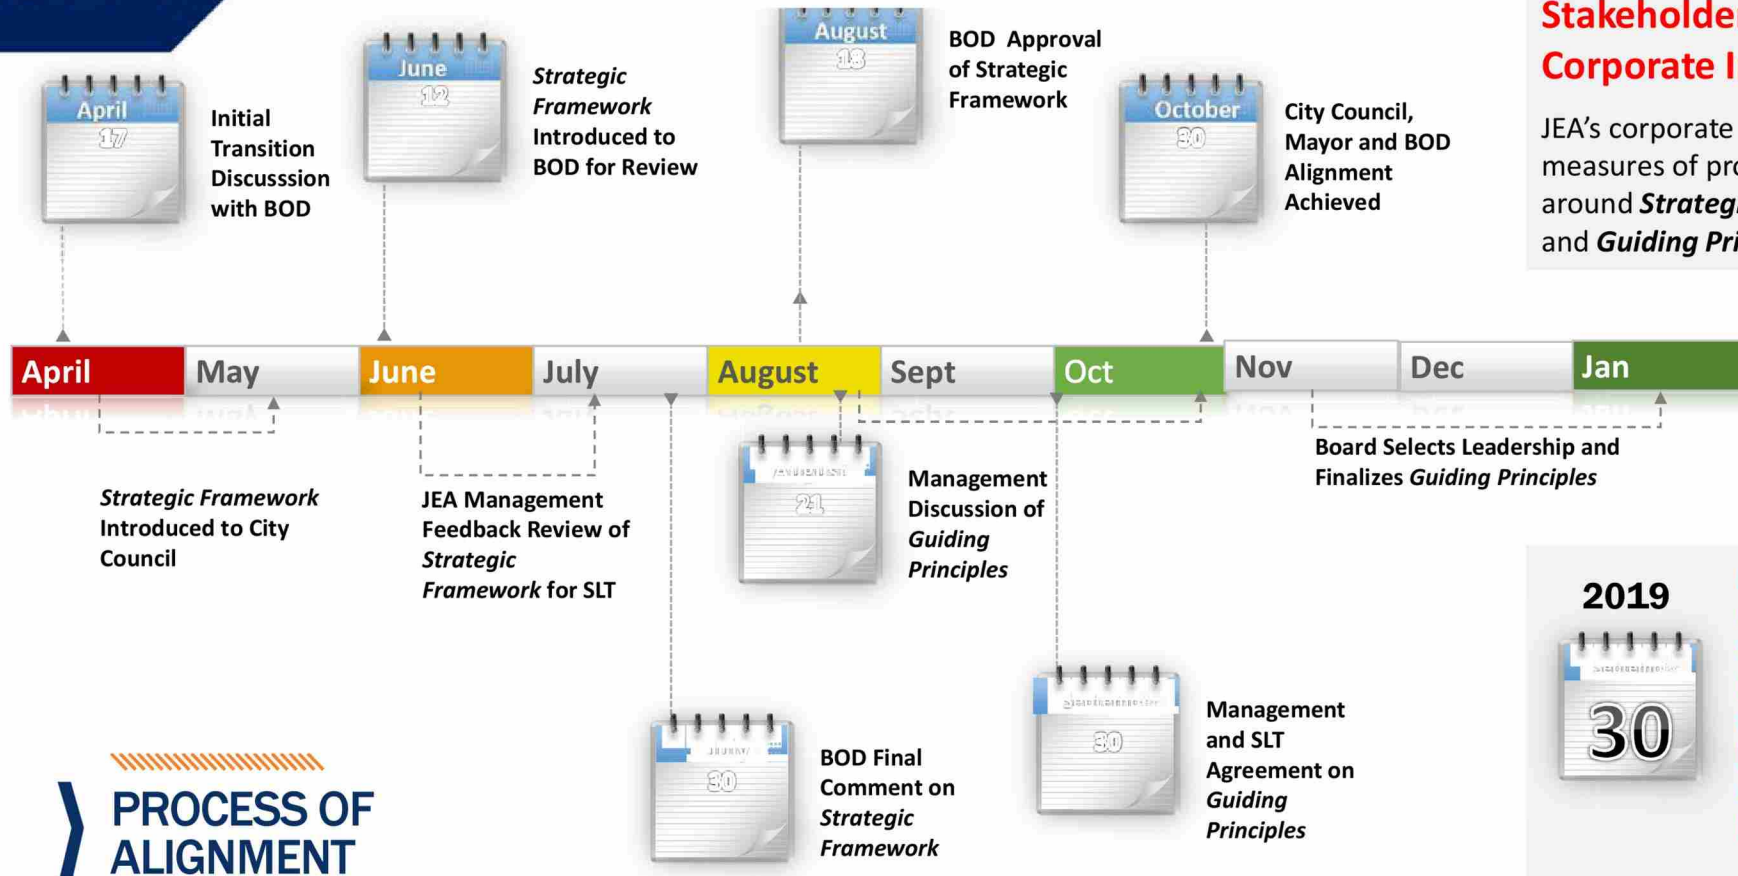 April
17
Initial
Transition
Discusssion
with BOD
June
12
Strategic
Framework
Introduced to
BOD for Review
August
18
BOD Approval
of Strategic
Framework
October
30
City Council,
Mayor and BOD
Alignment
Achieved
Stakeholde
Corporate I
JEA’s corporate
measures of pro
around Strateg
and Guiding Pri
April
May
June
July
August
Sept
Oct
Nov
Dec
Jan
Strategic Framework
Introduced to City
Council
JEA Management
Feedback Review of
Strategic
Framework for SLT
August
21
Management
Discussion of
Guiding
Principles
Board Selects Leadership and
Finalizes Guiding Principles
30
BOD Final
Comment on
Strategic
Framework
30
Management
and SLT
Agreement on
Guiding
Principles
2019
30
PROCESS OF
ALIGNMENT